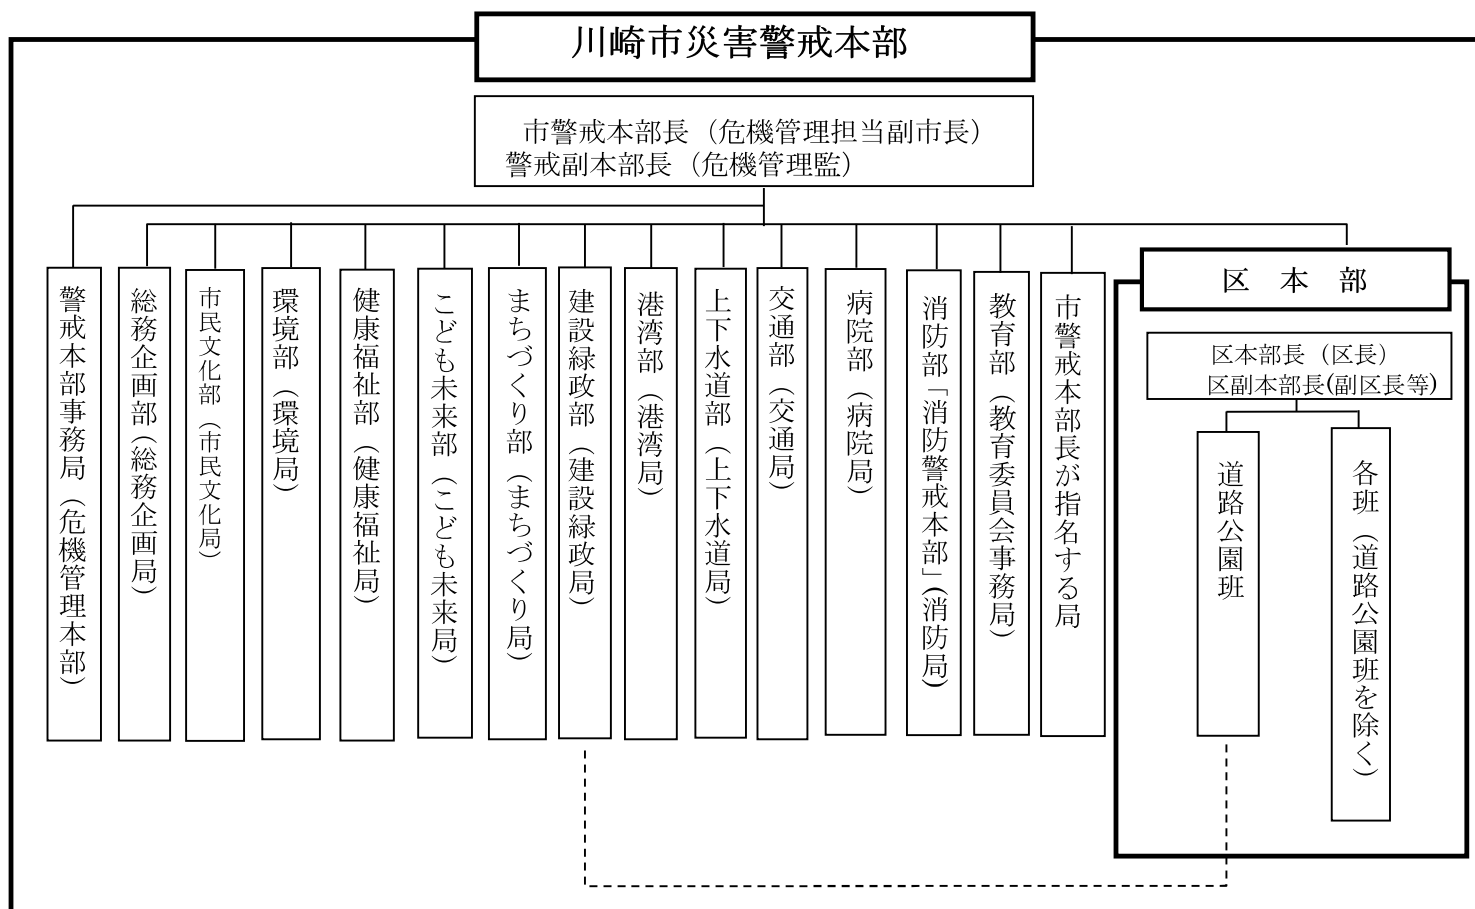 川崎市災害警戒本部
市警戒本部長（危機管理担当副市長）
警戒副本部長（危機管理監）
警戒本部事務局（危機管理本部）
総務企画部（総務企画局）
市民文化部（市民文化局）
環境部（環境局）
健康福祉部（健康福祉局）
こども未来部（こども未来局）
まちづくり部（まちづくり局）
建設緑政部（建設緑政局）
港湾部（港湾局）
上下水道部（上下水道局）
交通部（交通局）
病院部（病院局）
消防部「消防警戒本部」（消防局）
教育部（教育委員会事務局）
市警戒本部長が指名する局
区　本　部
区本部長（区長）
区副本部長(副区長等)
道路公園班
各班（道路公園班を除く）